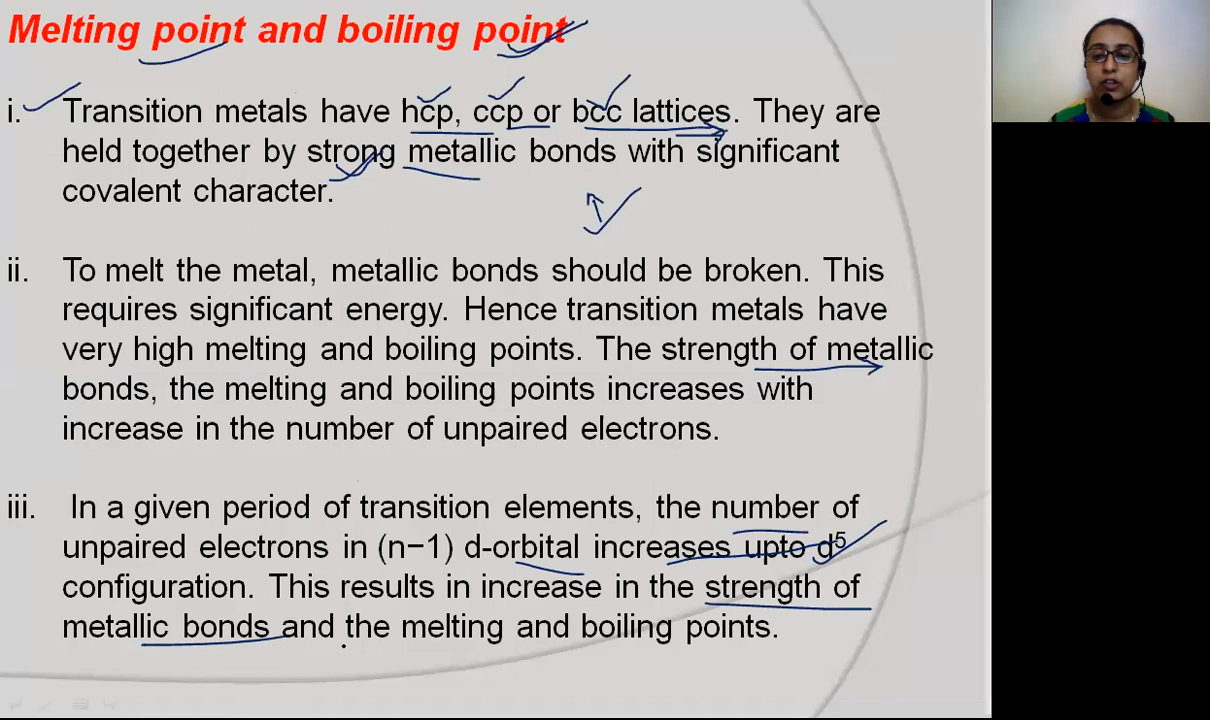 Melting point and boiling point
i. Transition metals have hcp, ccp or bcc lattices. They are
held together by strong metallic bonds with significant
covalent character.
ii. To melt the metal, metallic bonds should be broken. This
requires significant energy. Hence transition metals have
very high melting and boiling points. The strength of metallic
bonds, the melting and boiling points increases with
increase in the number of unpaired electrons.
iii. In a given period of transition elements, the number of
unpaired electrons in (n−1) d-orbital increases upto d⁵
configuration. This results in increase in the strength of
metallic bonds and the melting and boiling points.